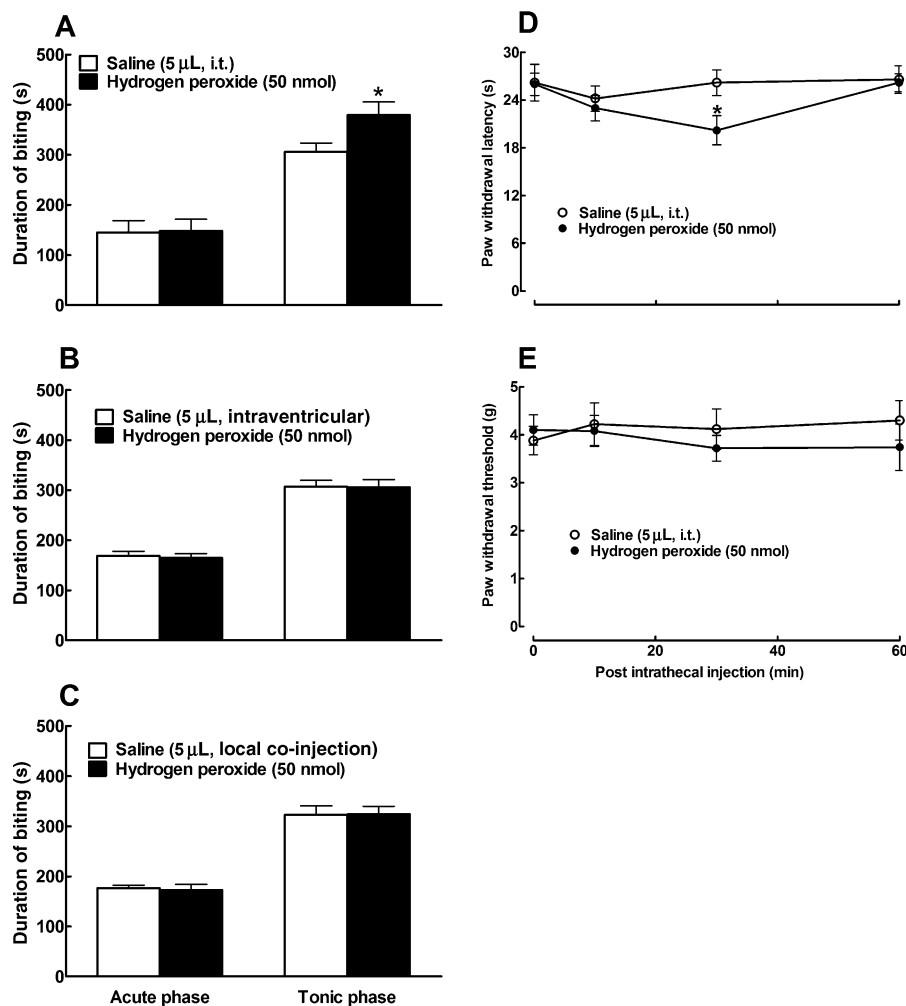 A
Duration of biting (s)
500
400
300
200
100
0
Saline (5 μL, i.t.)
Hydrogen peroxide (50 nmol)
*
B
Duration of biting (s)
500
400
300
200
100
0
Saline (5 μL, intraventricular)
Hydrogen peroxide (50 nmol)
C
Duration of biting (s)
500
400
300
200
100
0
Saline (5 μL, local co-injection)
Hydrogen peroxide (50 nmol)
Acute phase
Tonic phase
D
Paw withdrawal latency (s)
30
26
18
12
6
0
*
Saline (5 μL, i.t.)
Hydrogen peroxide (50 nmol)
E
Paw withdrawal threshold (g)
5
4
3
2
1
0
Saline (5 μL, i.t.)
Hydrogen peroxide (50 nmol)
0 20 40 60
Post intrathecal injection (min)